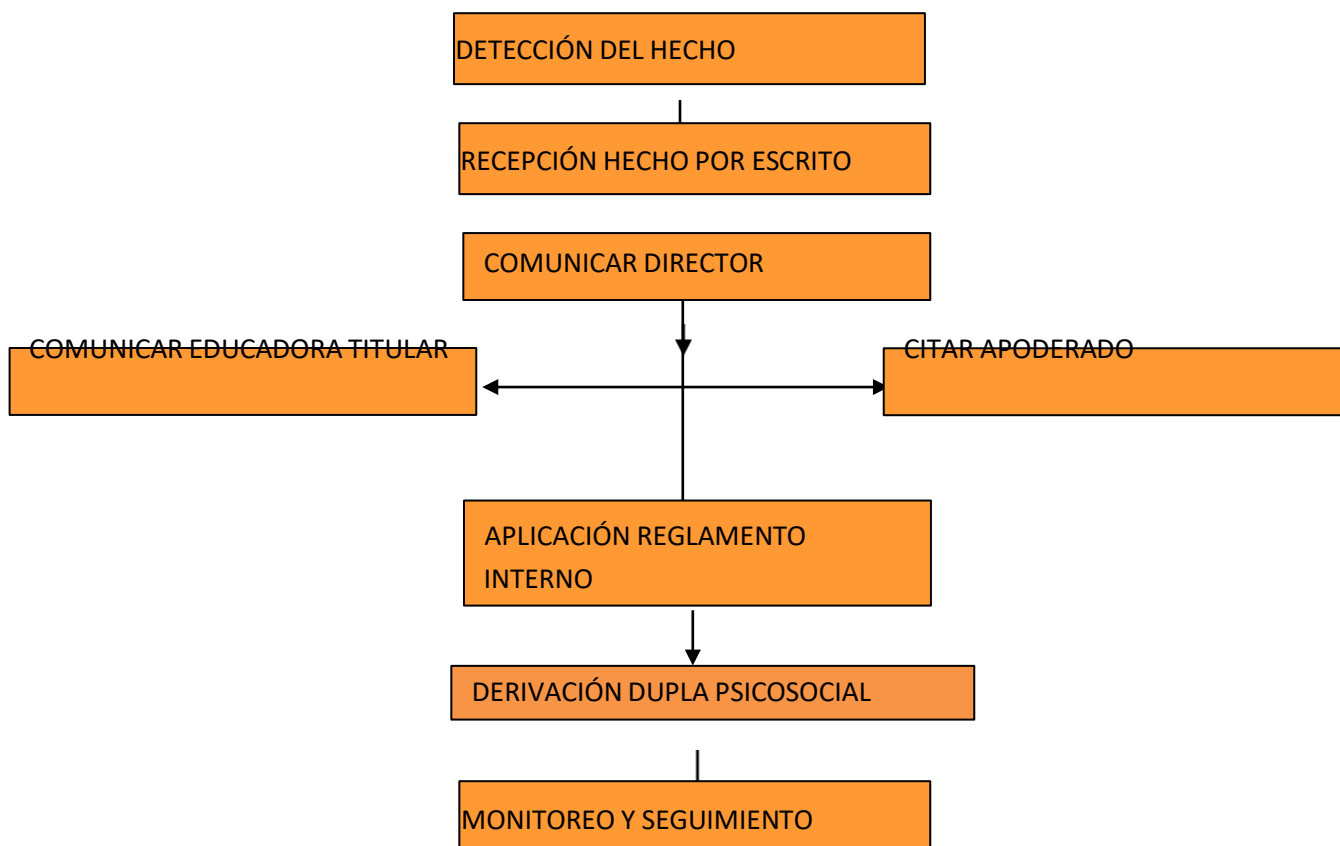 DETECCIÓN DEL HECHO
RECEPCIÓN HECHO POR ESCRITO
COMUNICAR DIRECTOR
COMUNICAR EDUCADORA TITULAR
CITAR APODERADO
APLICACIÓN REGLAMENTO
INTERNO
DERIVACIÓN DUPLA PSICOSOCIAL
MONITOREO Y SEGUIMIENTO